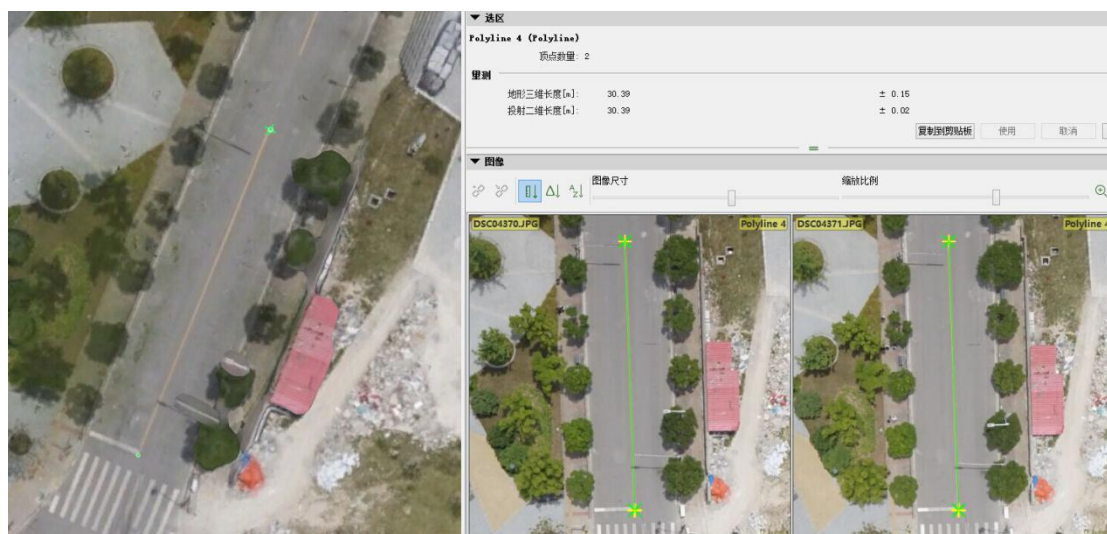 ▼ 选区
Polyline 4 (Polyline)
顶点数量: 2
量测
地形三维长度[m]: 30.39 ± 0.15
投射二维长度[m]: 30.39 ± 0.02
复制到剪贴板 使用 取消
▼ 图像
图像尺寸 缩放比例
DSC04370.JPG Polyline 4 DSC04371.JPG Polyline 4